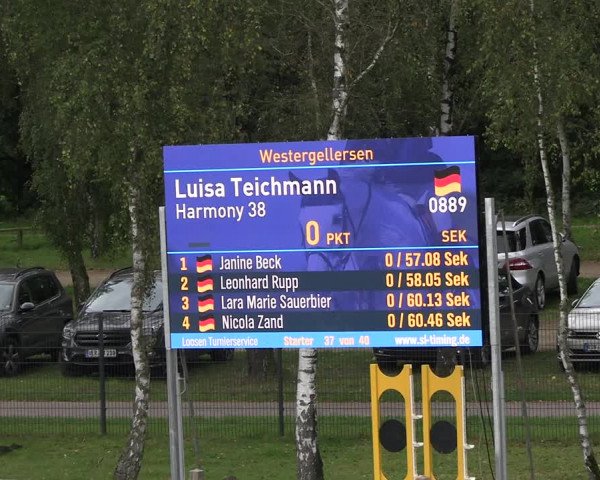 Westergellersen
Luisa Teichmann
Harmony 38
0889
0 PKT
SEK
1 Janine Beck 0 / 57.08 Sek
2 Leonhard Rupp 0 / 58.05 Sek
3 Lara Marie Sauerbier 0 / 60.13 Sek
4 Nicola Zand 0 / 60.46 Sek
Loosen Turnierservice Starter 37 von 40 www.sl-timing.de